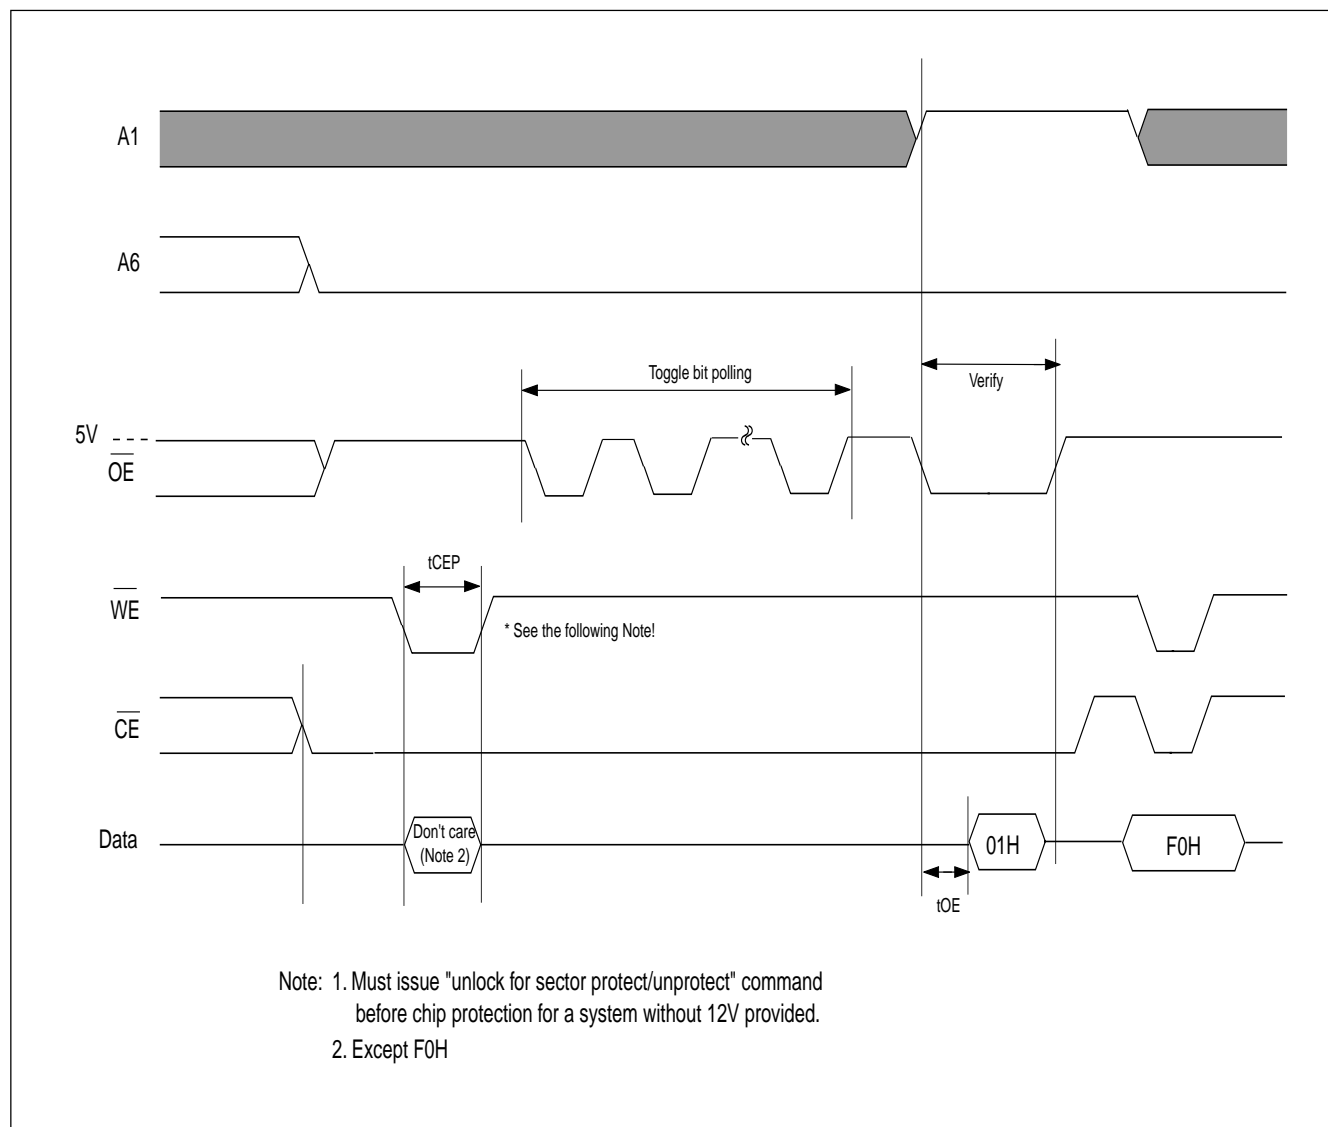 A1
A6
Toggle bit polling
Verify
5V
OE
tCEP
WE
* See the following Note!
CE
Data
Don't care
(Note 2)
01H
F0H
tOE
Note: 1. Must issue "unlock for sector protect/unprotect" command
before chip protection for a system without 12V provided.
2. Except F0H